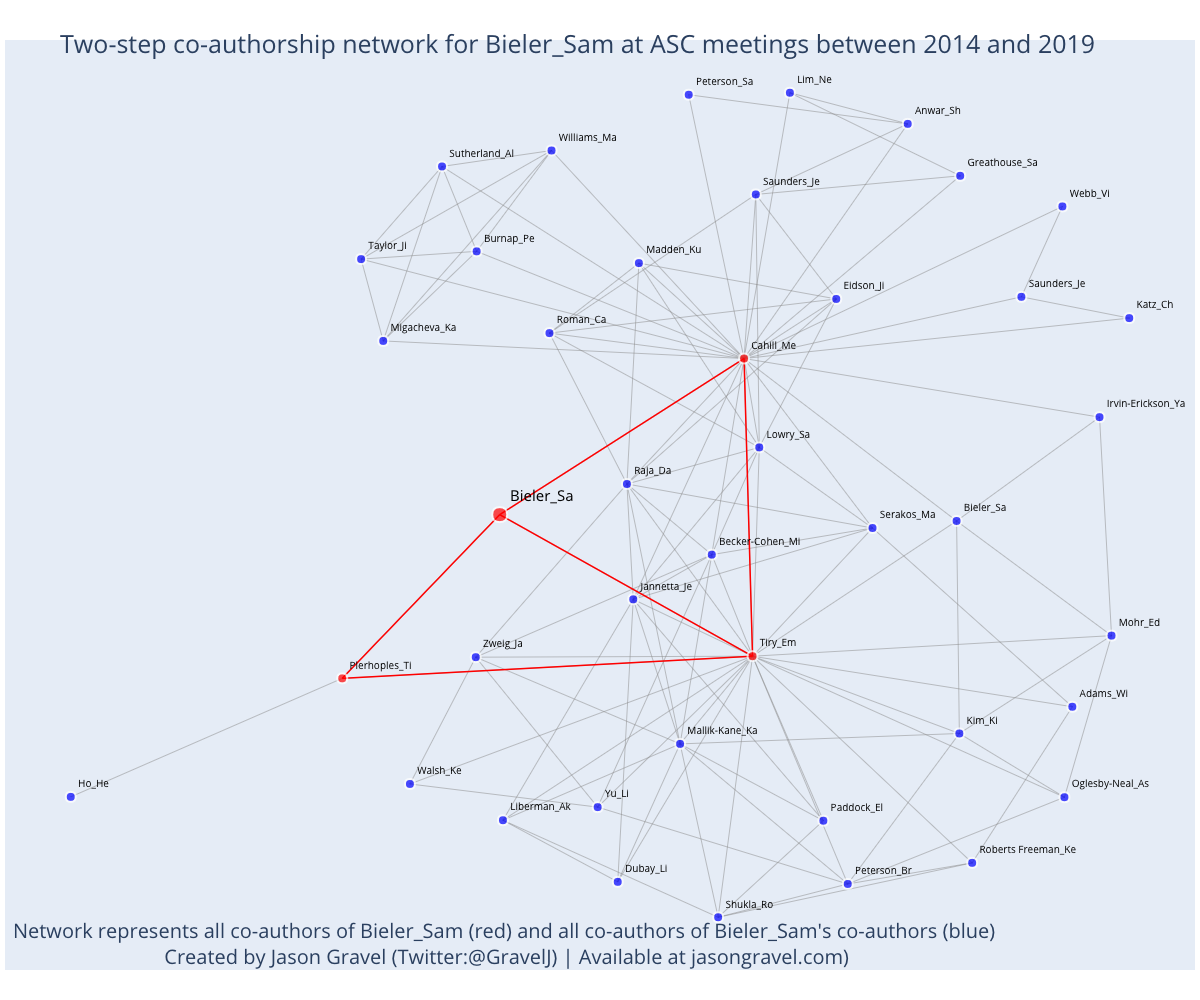 Two-step co-authorship network for Bieler_Sam at ASC meetings between 2014 and 2019
Peterson_Sa
Lim_Ne
Anwar_Sh
Williams_Ma
Sutherland_Al
Greathouse_Sa
Saunders_Je
Webb_Vi
Burnap_Pe
Taylor_Ji
Madden_Ku
Eidson_Ji
Saunders_Je
Katz_Ch
Roman_Ca
Migacheva_Ka
Cahill_Me
Irvin-Erickson_Ya
Lowry_Sa
Raja_Da
Bieler_Sa
Serakos_Ma
Bieler_Sa
Becker-Cohen_Mi
Jannetta_Je
Mohr_Ed
Zweig_Ja
Tiry_Em
Pierhoples_Ti
Adams_Wi
Kim_Ki
Mallik-Kane_Ka
Walsh_Ke
Ho_He
Oglesby-Neal_As
Yu_Li
Liberman_Ak
Paddock_El
Roberts Freeman_Ke
Dubay_Li
Peterson_Br
Shukla_Ro
Network represents all co-authors of Bieler_Sam (red) and all co-authors of Bieler_Sam's co-authors (blue)
Created by Jason Gravel (Twitter:@GravelJ) | Available at jasongravel.com)